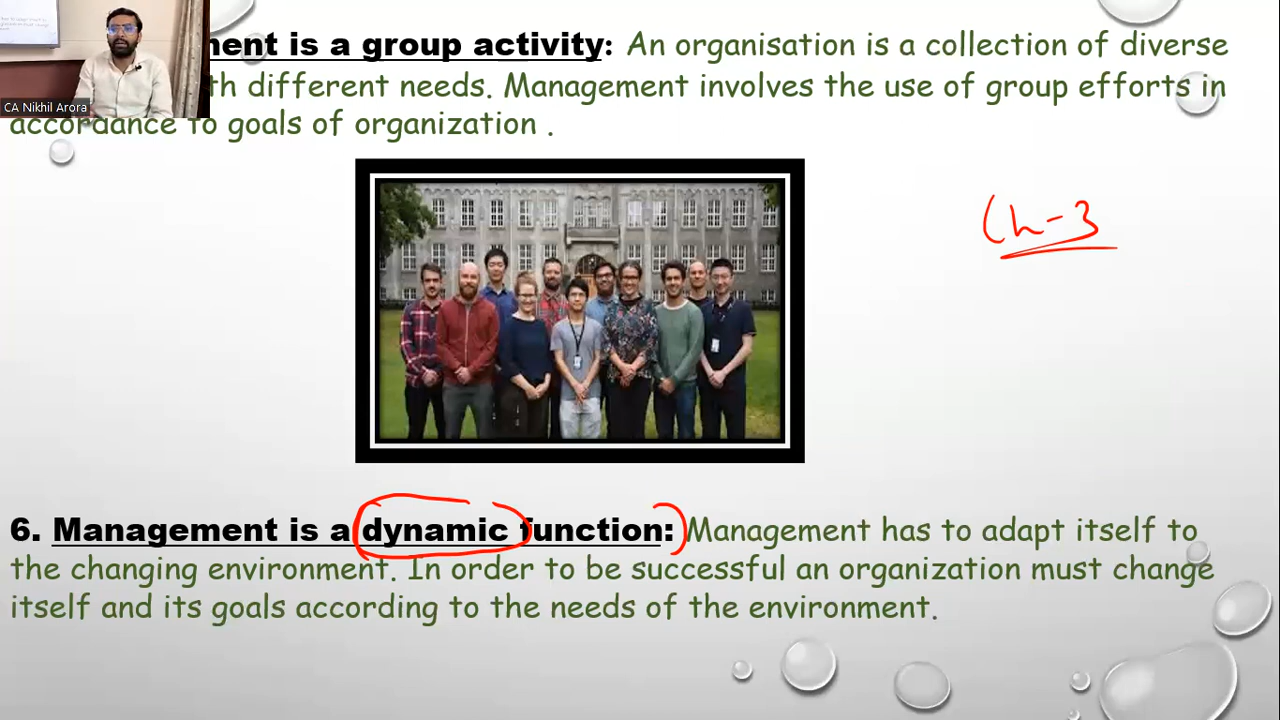 ment is a group activity: An organisation is a collection of diverse
th different needs. Management involves the use of group efforts in
accordance to goals of organization .
CA Nikhil Arora
Ch-3
6. Management is a dynamic function: Management has to adapt itself to
the changing environment. In order to be successful an organization must change
itself and its goals according to the needs of the environment.